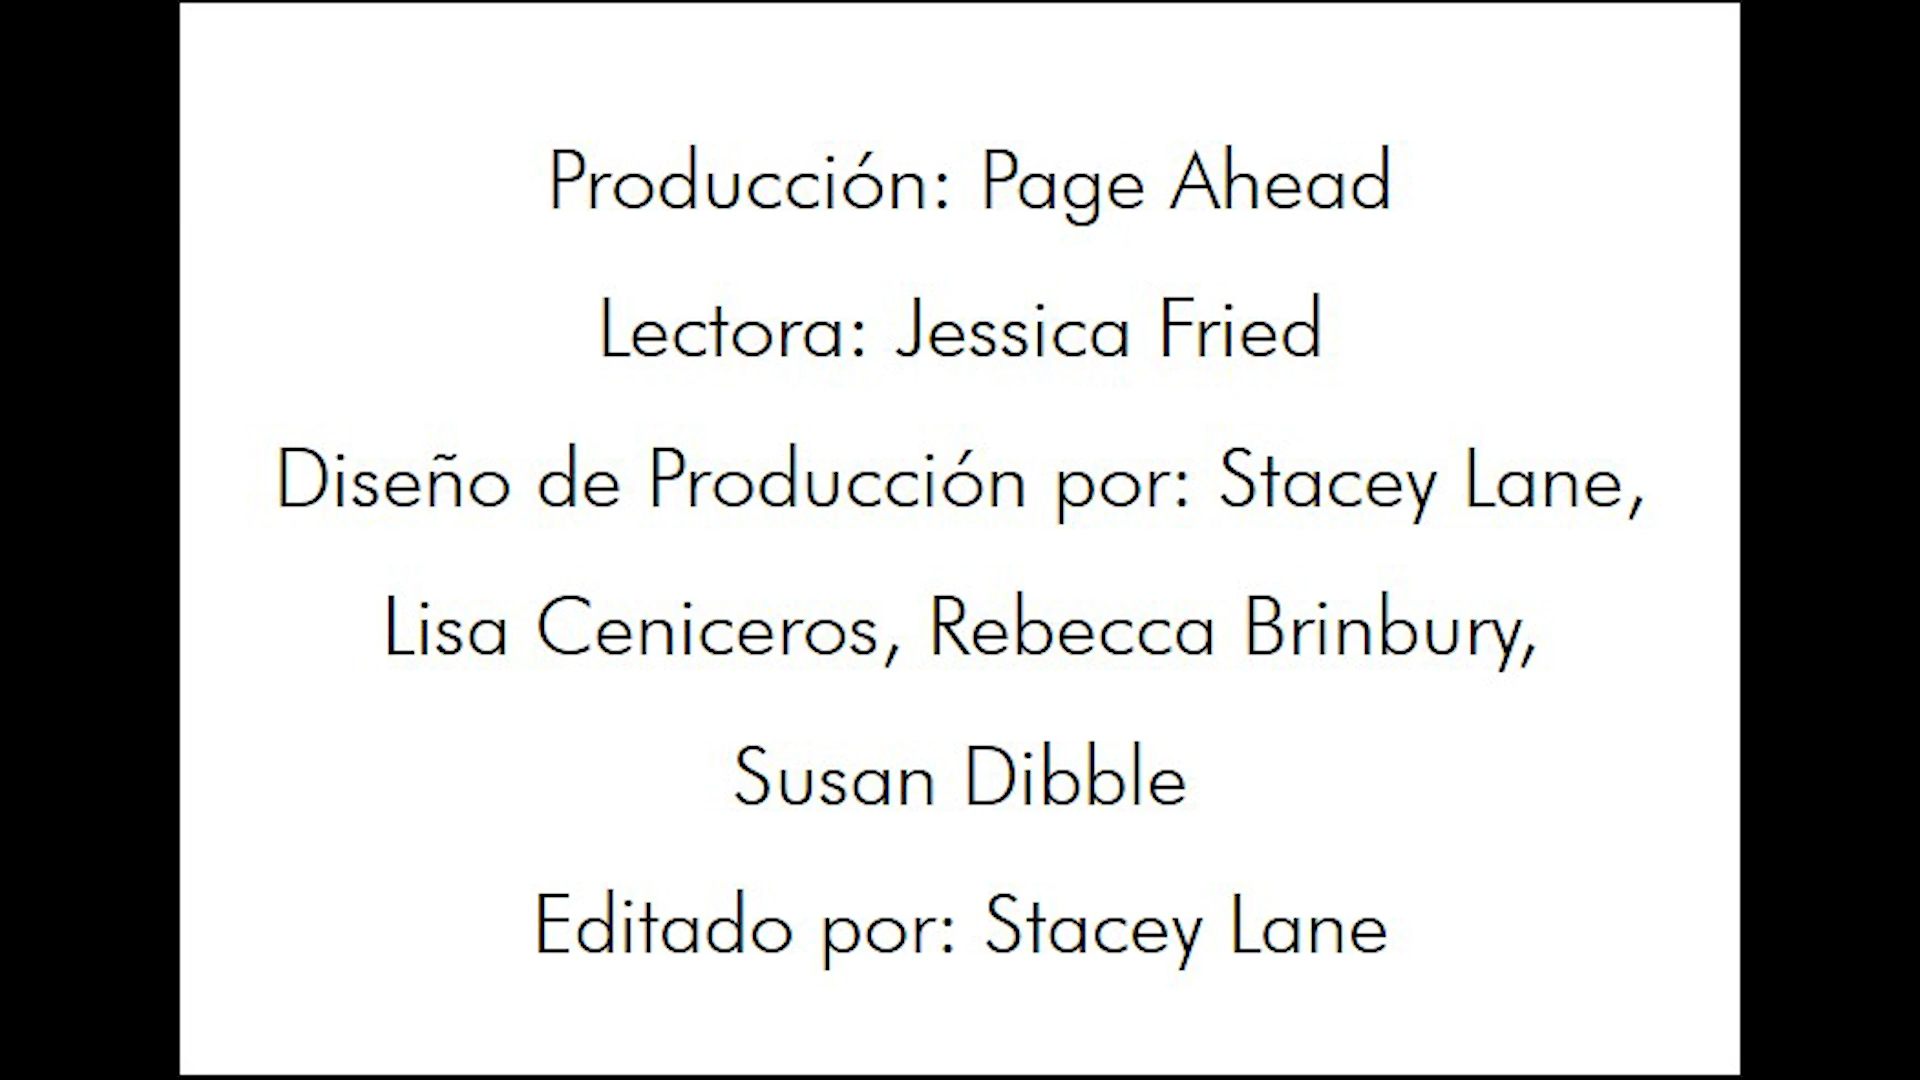 Producción: Page Ahead
Lectora: Jessica Fried
Diseño de Producción por: Stacey Lane,
Lisa Ceniceros, Rebecca Brinbury,
Susan Dibble
Editado por: Stacey Lane